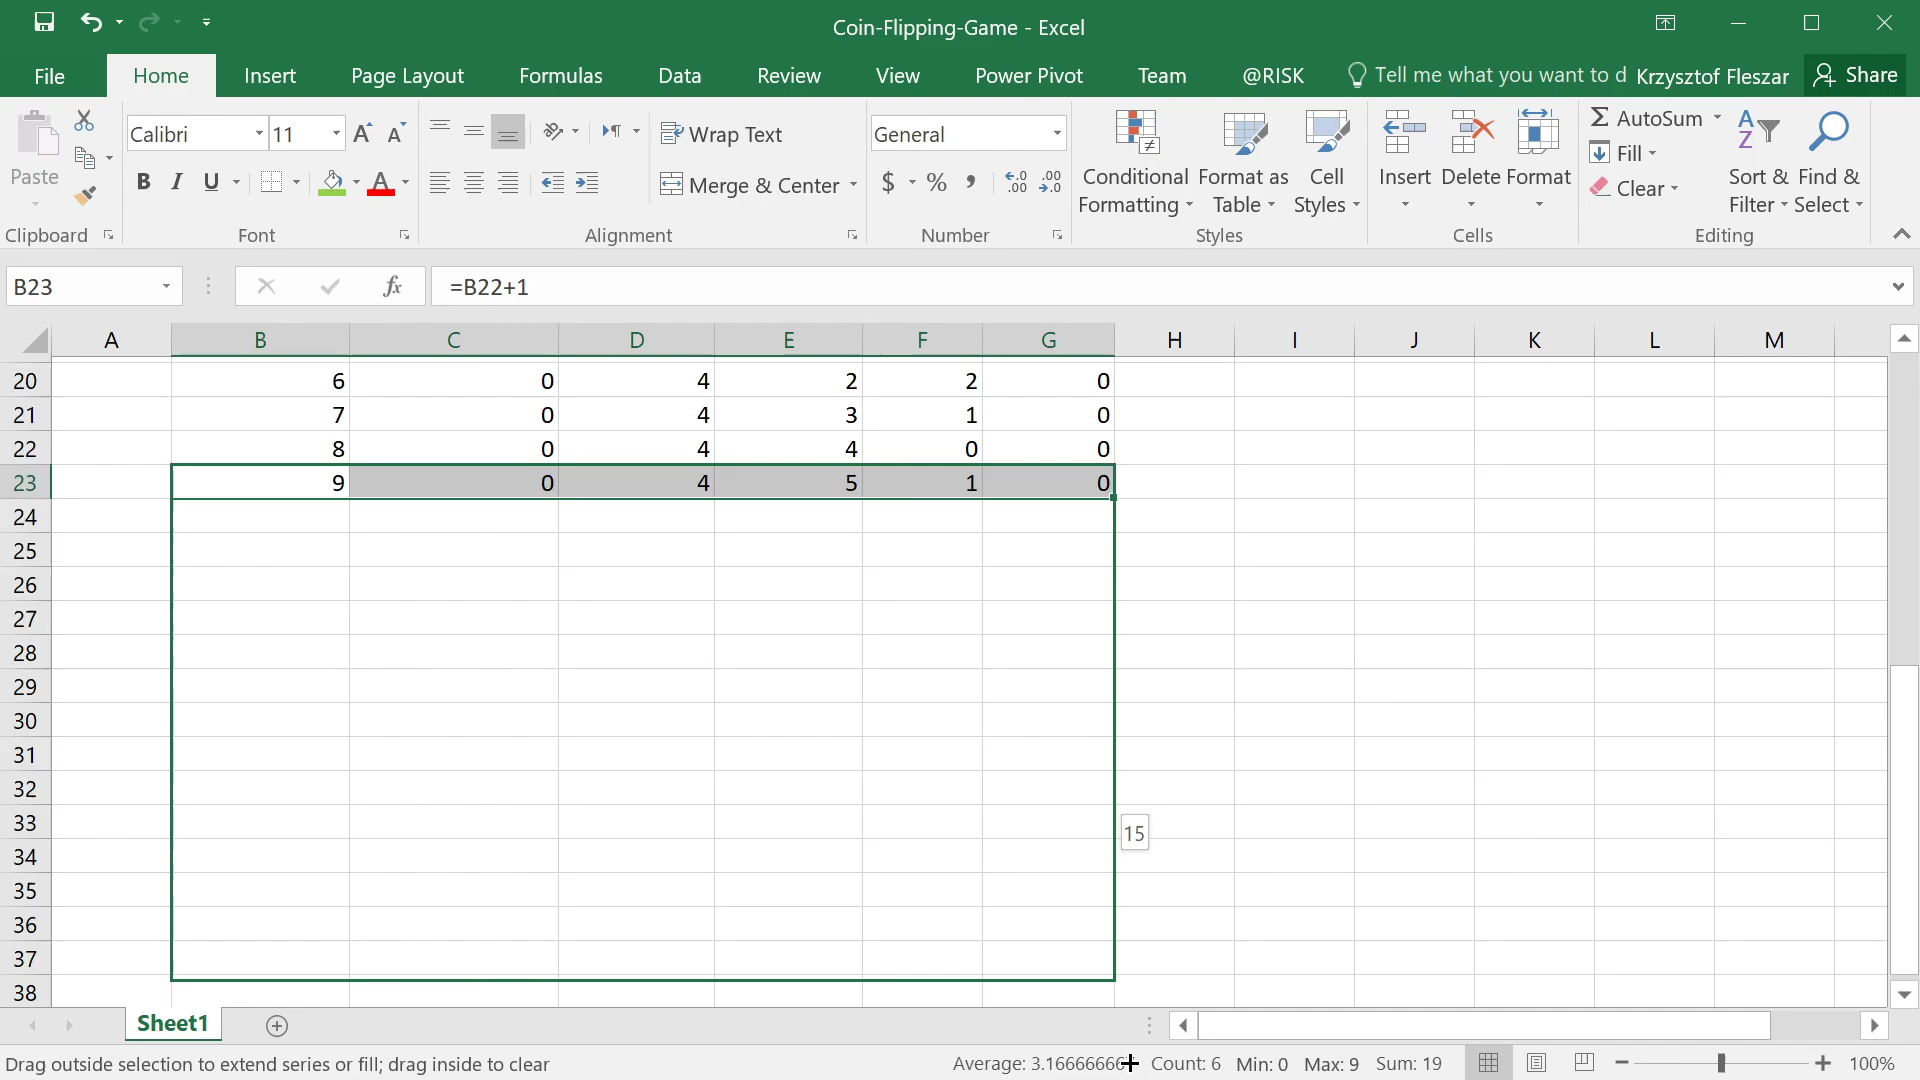 Coin-Flipping-Game - Excel
File Home Insert Page Layout Formulas Data Review View Power Pivot Team @RISK Tell me what you want to d Krzysztof Fleszar Share
Paste
Clipboard
Calibri 11
B I U A
Font
Wrap Text
Merge & Center
Alignment
General
$ % ,
Number
Conditional Formatting
Format as Table
Cell Styles
Styles
Insert Delete Format
Cells
AutoSum
Fill
Clear
Sort & Filter
Find & Select
Editing
B23 fx =B22+1
A B C D E F G H I J K L M
20 6 0 4 2 2 0
21 7 0 4 3 1 0
22 8 0 4 4 0 0
23 9 0 4 5 1 0
24
25
26
27
28
29
30
31
32
33 15
34
35
36
37
38
Sheet1
Drag outside selection to extend series or fill; drag inside to clear Average: 3.16666666 Count: 6 Min: 0 Max: 9 Sum: 19 100%